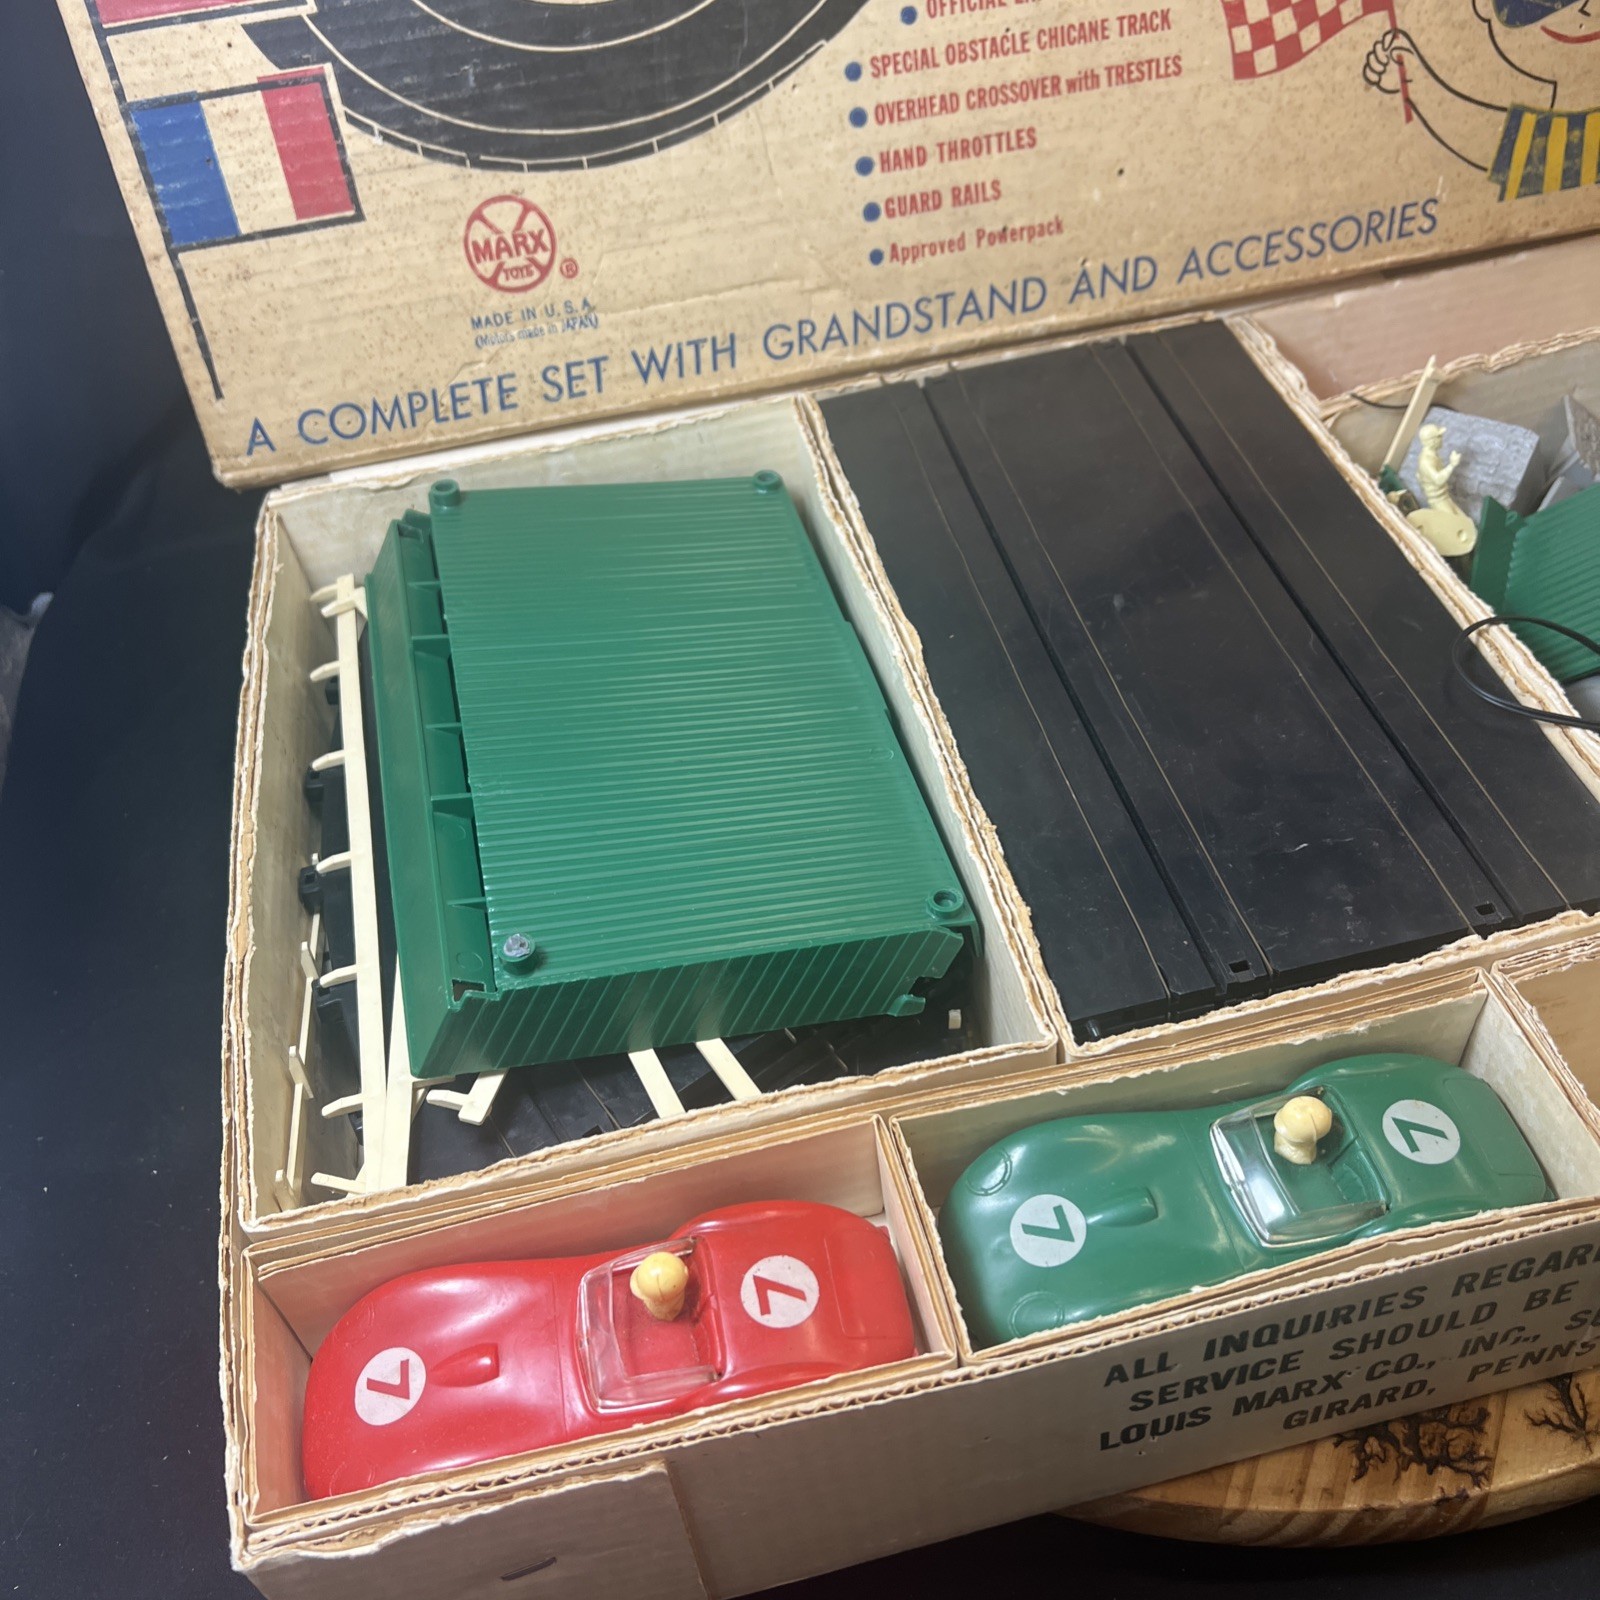 OFFICIAL
SPECIAL OBSTACLE CHICANE TRACK
OVERHEAD CROSSOVER with TRESTLES
HAND THROTTLES
GUARD RAILS
Approved Powerpack
MARX
TOYS
®
MADE IN U.S.A.
(Motors made in JAPAN)
A COMPLETE SET WITH GRANDSTAND AND ACCESSORIES
7
7
7
7
ALL INQUIRIES
SERVICE SHOULD BE
LOUIS MARX CO., INC.,
GIRARD,